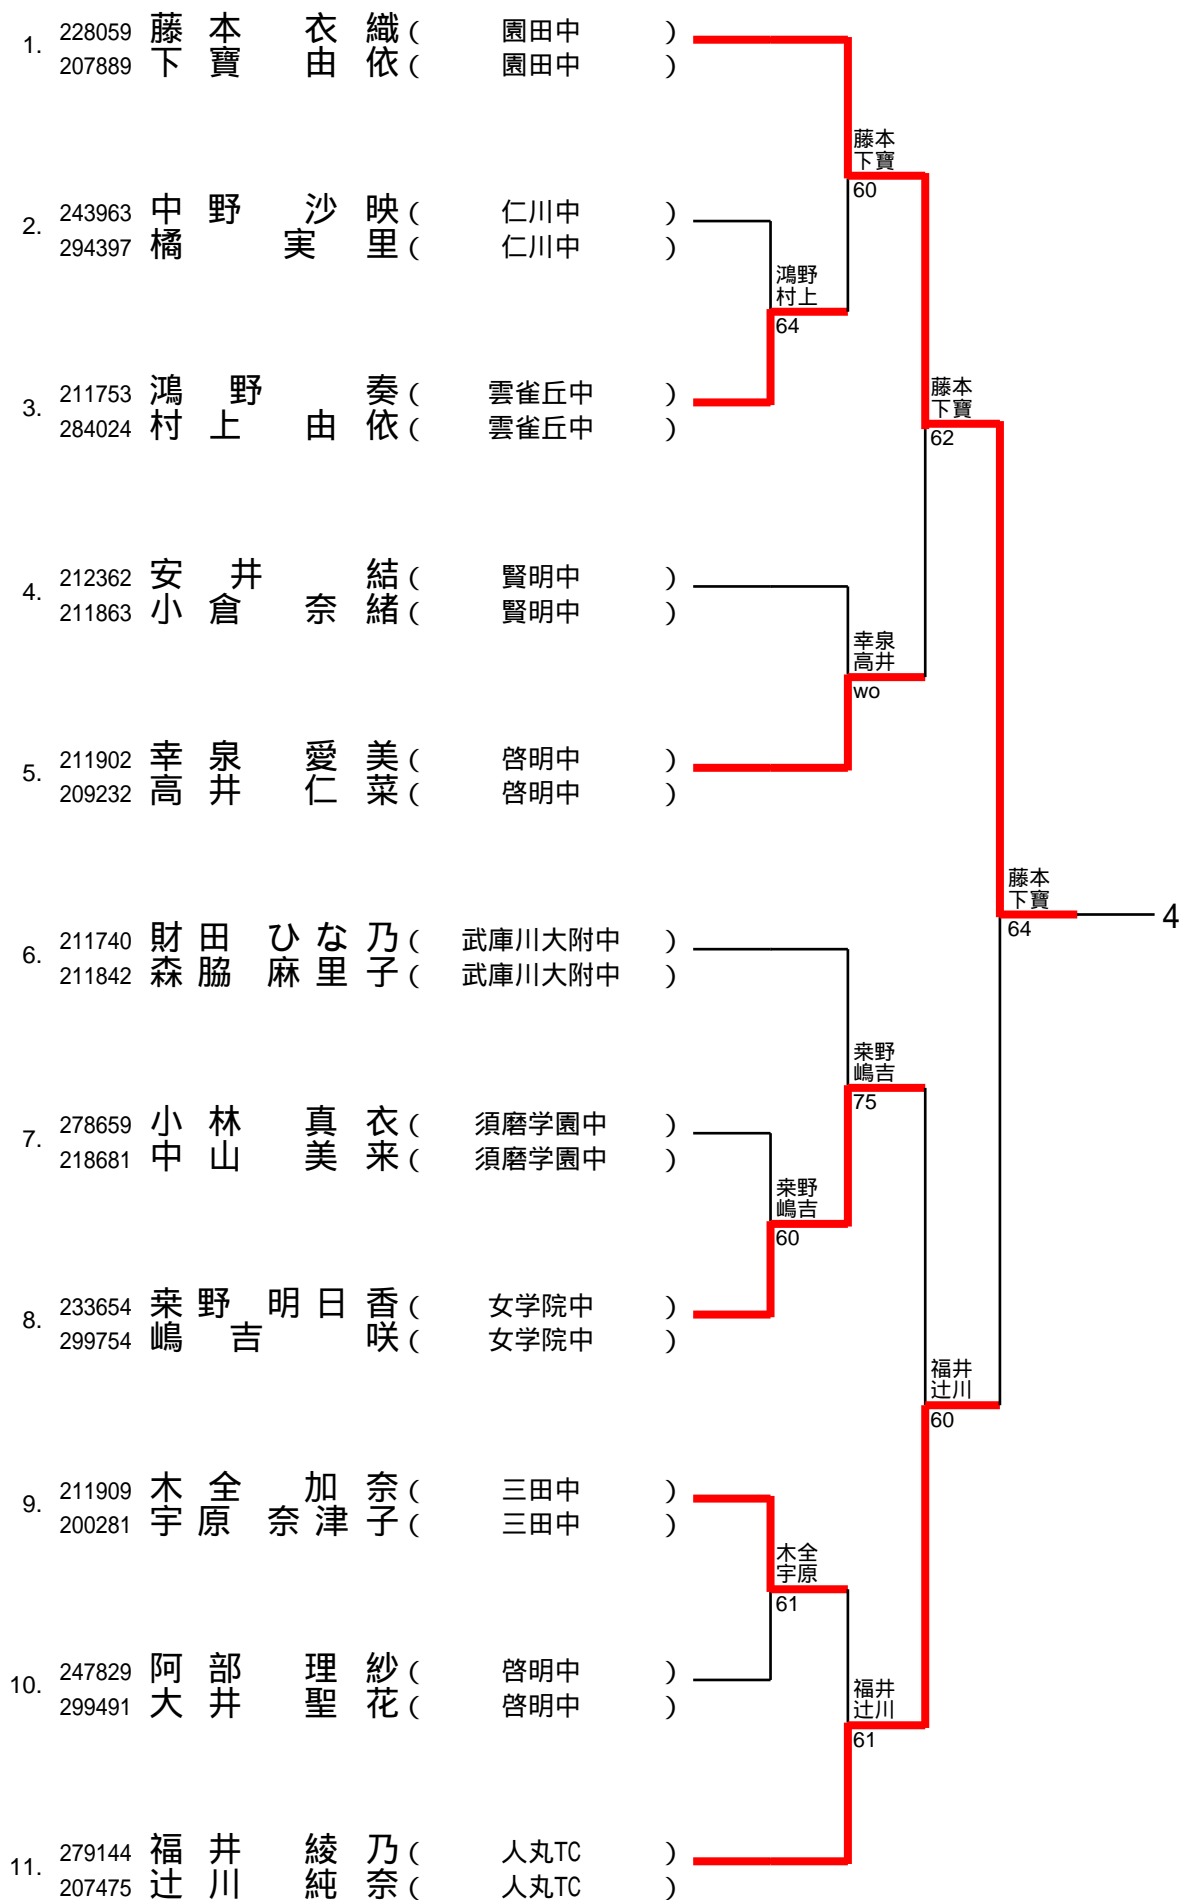 1. 228059 藤本 衣織 ( 園田中 )
207889 下寶 由依 ( 園田中 )
藤本
下寶
60
2. 243963 中野 沙映 ( 仁川中 )
294397 橘 実里 ( 仁川中 )
鴻野
村上
64
3. 211753 鴻野 奏 ( 雲雀丘中 )
284024 村上 由依 ( 雲雀丘中 )
藤本
下寶
62
4. 212362 安井 結 ( 賢明中 )
211863 小倉 奈緒 ( 賢明中 )
幸泉
高井
wo
5. 211902 幸泉 愛美 ( 啓明中 )
209232 高井 仁菜 ( 啓明中 )
藤本
下寶
64
4
6. 211740 財田 ひな乃 ( 武庫川大附中 )
211842 森脇 麻里子 ( 武庫川大附中 )
桒野
嶋吉
75
7. 278659 小林 真衣 ( 須磨学園中 )
218681 中山 美来 ( 須磨学園中 )
桒野
嶋吉
60
8. 233654 桒野 明日香 ( 女学院中 )
299754 嶋吉 咲 ( 女学院中 )
福井
辻川
60
9. 211909 木全 加奈 ( 三田中 )
200281 宇原 奈津子 ( 三田中 )
木全
宇原
61
10. 247829 阿部 理紗 ( 啓明中 )
299491 大井 聖花 ( 啓明中 )
福井
辻川
61
11. 279144 福井 綾乃 ( 人丸TC )
207475 辻川 純奈 ( 人丸TC )